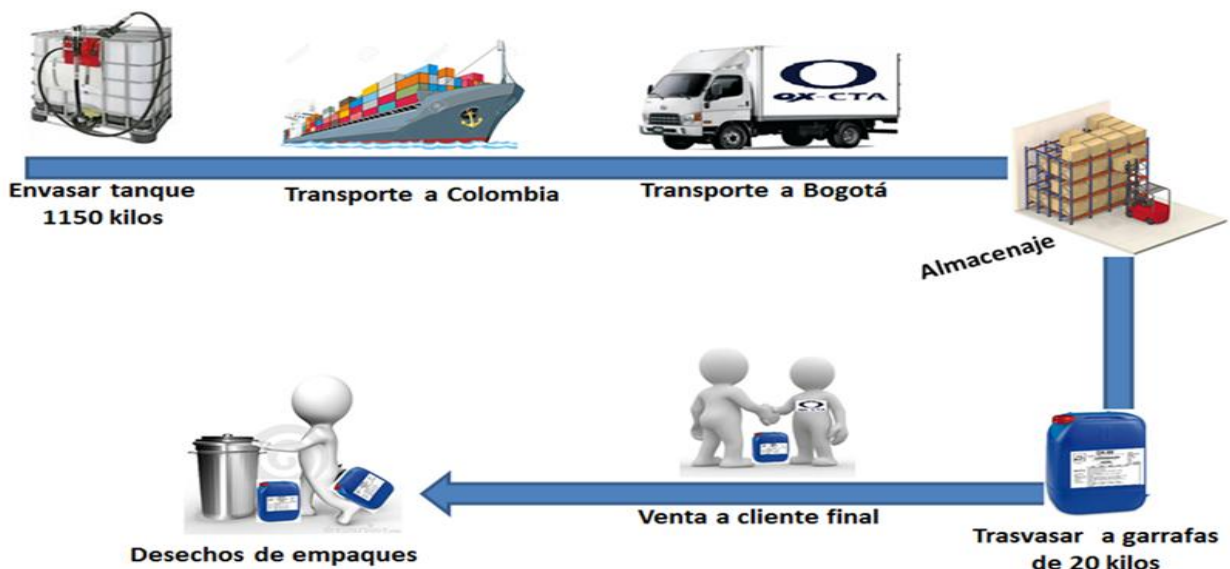 OX-CTA
Envasar tanque
1150 kilos
Transporte a Colombia
Transporte a Bogotá
Almacenaje
Trasvasar a garrafas
de 20 kilos
Venta a cliente final
Desechos de empaques